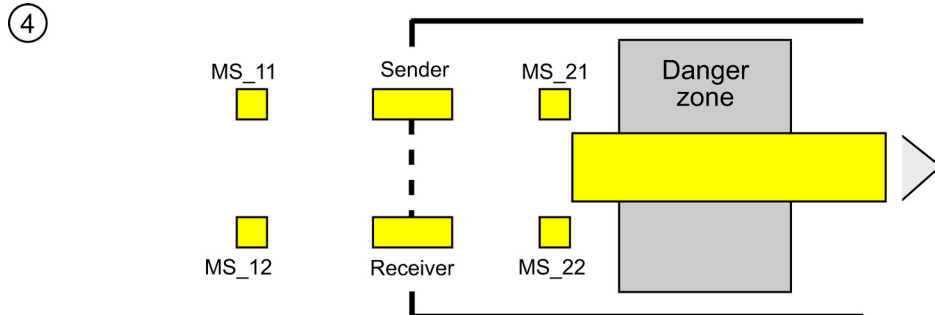 4
MS_11
Sender
MS_21
Danger
zone
MS_12
Receiver
MS_22